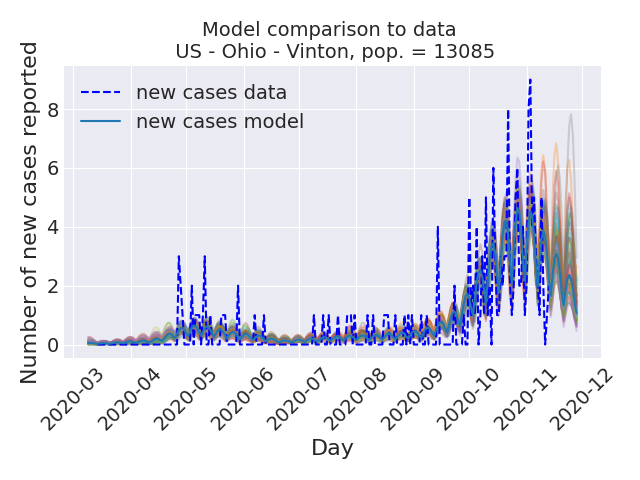 Model comparison to data
US - Ohio - Vinton, pop. = 13085
Number of new cases reported
new cases data
new cases model
8
6
4
2
0
2020-03
2020-04
2020-05
2020-06
2020-07
2020-08
2020-09
2020-10
2020-11
2020-12
Day